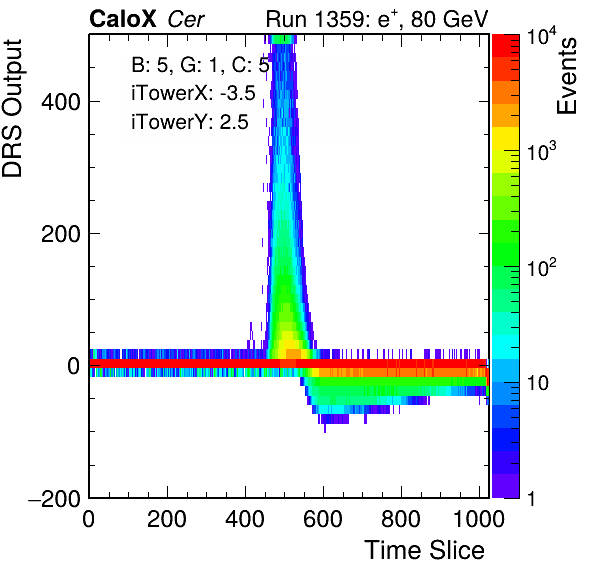 CaloX Cer Run 1359: e⁺, 80 GeV
B: 5, G: 1, C: 5
iTowerX: -3.5
iTowerY: 2.5
DRS Output
400
200
0
−200
0 200 400 600 800 1000
Time Slice
Events
10⁴
10³
10²
10
1